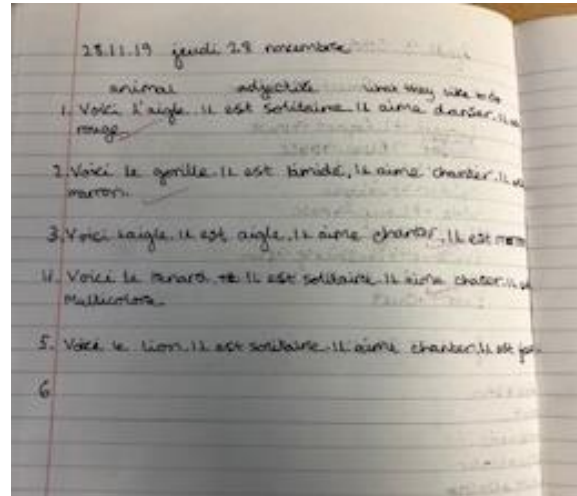 28.11.19 jeudi 28 novembre
animal adjective what they like to do
1. Voici l'aigle. IL est solitaire IL aime danser. IL
rouge.
2. Voici le gorille. IL est timide, IL aime chanter. IL
marron.
3. Voici l'aigle. IL est aigle. IL aime chanter, IL est
4. Voici le renard. IL est solitaire. IL aime IL
Multicolore.
5. Voici le lion. IL est solitaire. IL aime chanter. IL est
6